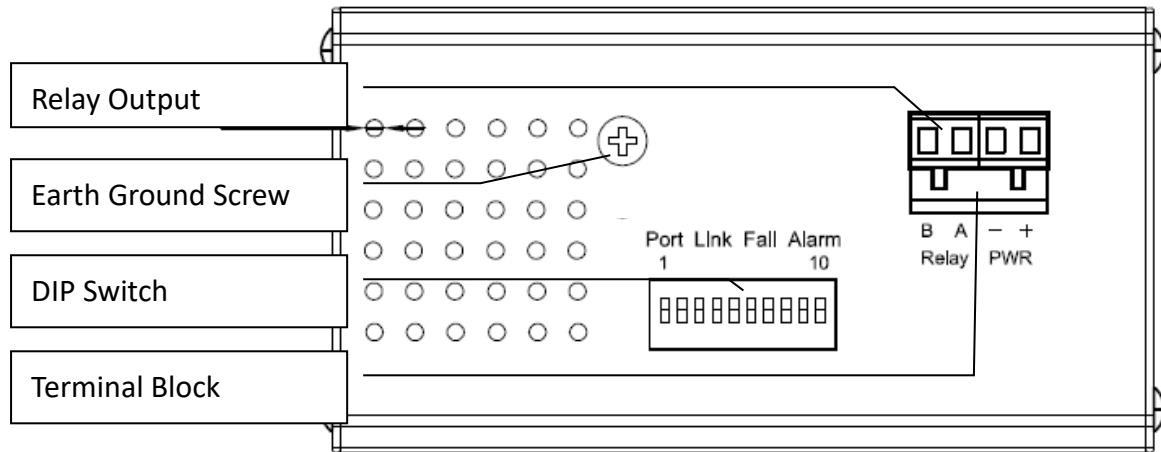 Relay Output
Earth Ground Screw
DIP Switch
Terminal Block
Port Link Fail Alarm
1 10
B A − +
Relay PWR